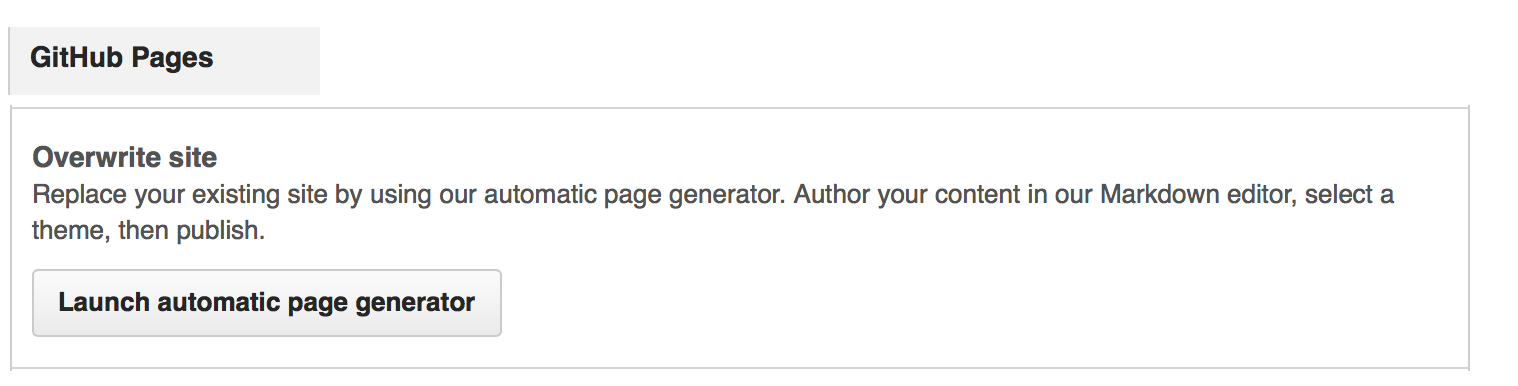 GitHub Pages
Overwrite site
Replace your existing site by using our automatic page generator. Author your content in our Markdown editor, select a
theme, then publish.
Launch automatic page generator